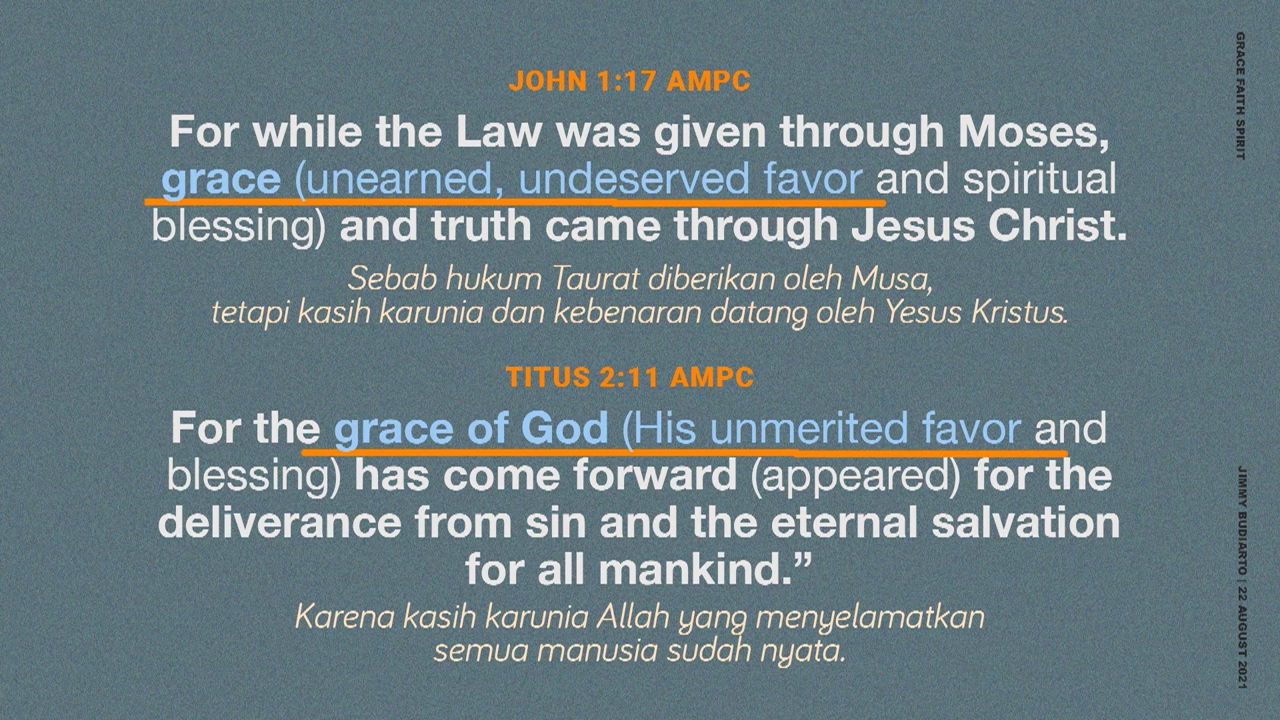 JOHN 1:17 AMPC
For while the Law was given through Moses,
grace (unearned, undeserved favor and spiritual
blessing) and truth came through Jesus Christ.
Sebab hukum Taurat diberikan oleh Musa,
tetapi kasih karunia dan kebenaran datang oleh Yesus Kristus.
TITUS 2:11 AMPC
For the grace of God (His unmerited favor and
blessing) has come forward (appeared) for the
deliverance from sin and the eternal salvation
for all mankind.”
Karena kasih karunia Allah yang menyelamatkan
semua manusia sudah nyata.
GRACE FAITH SPIRIT
JIMMY BUDIARTO | 22 AUGUST 2021